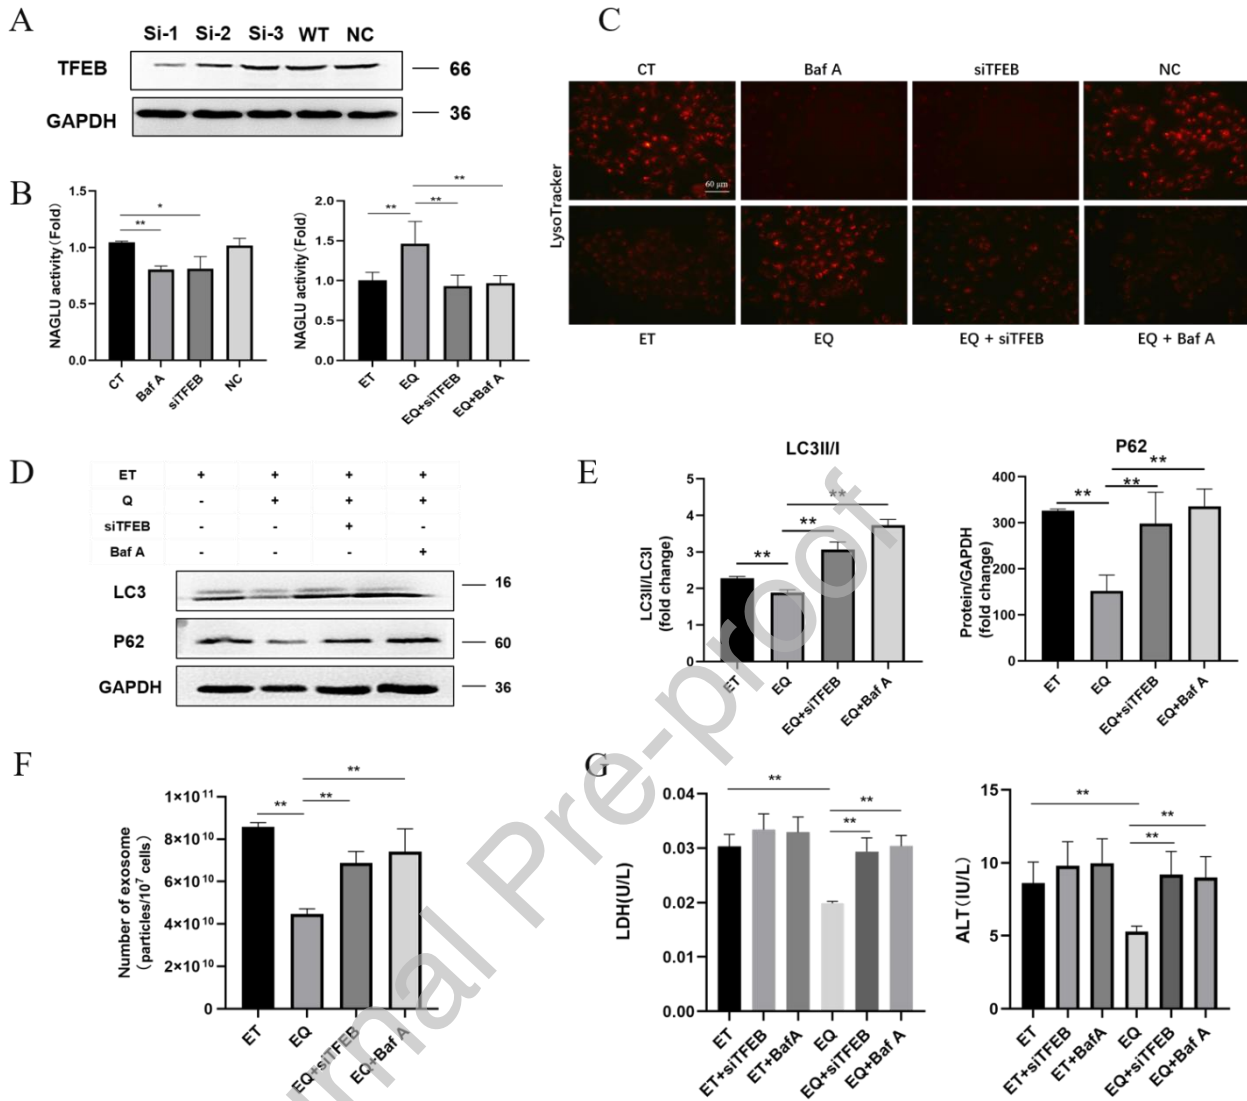 A
Si-1 Si-2 Si-3 WT NC
TFEB 66
GAPDH 36
B
NAGLU activity(Fold)
1.5
1.0
0.5
0.0
** *
CT Baf A siTFEB NC
NAGLU activity(Fold)
2.0
1.5
1.0
0.5
0.0
** ** **
ET EQ EQ+siTFEB EQ+Baf A
C
CT Baf A siTFEB NC
LysoTracker
60 μm
ET EQ EQ + siTFEB EQ + Baf A
D
ET + + + +
Q - + + +
siTFEB - - + -
Baf A - - - +
LC3 16
P62 60
GAPDH 36
E
LC3II/I
LC3II/LC3I
(fold change)
5
4
3
2
1
0
** ** **
ET EQ EQ+siTFEB EQ+Baf A
P62
Protein/GAPDH
(fold change)
400
300
200
100
0
** ** **
ET EQ EQ+siTFEB EQ+Baf A
F
Number of exosome
(particles/10⁷ cells)
1×10¹¹
8×10¹⁰
6×10¹⁰
4×10¹⁰
2×10¹⁰
0
** ** **
ET EQ EQ+siTFEB EQ+Baf A
G
LDH(U/L)
0.04
0.03
0.02
0.01
0.00
** ** **
ET ET+siTFEB ET+BafA EQ EQ+siTFEB EQ+Baf A
ALT(IU/L)
15
10
5
0
** ** **
ET ET+siTFEB ET+BafA EQ EQ+siTFEB EQ+Baf A
urnal Pre-proof